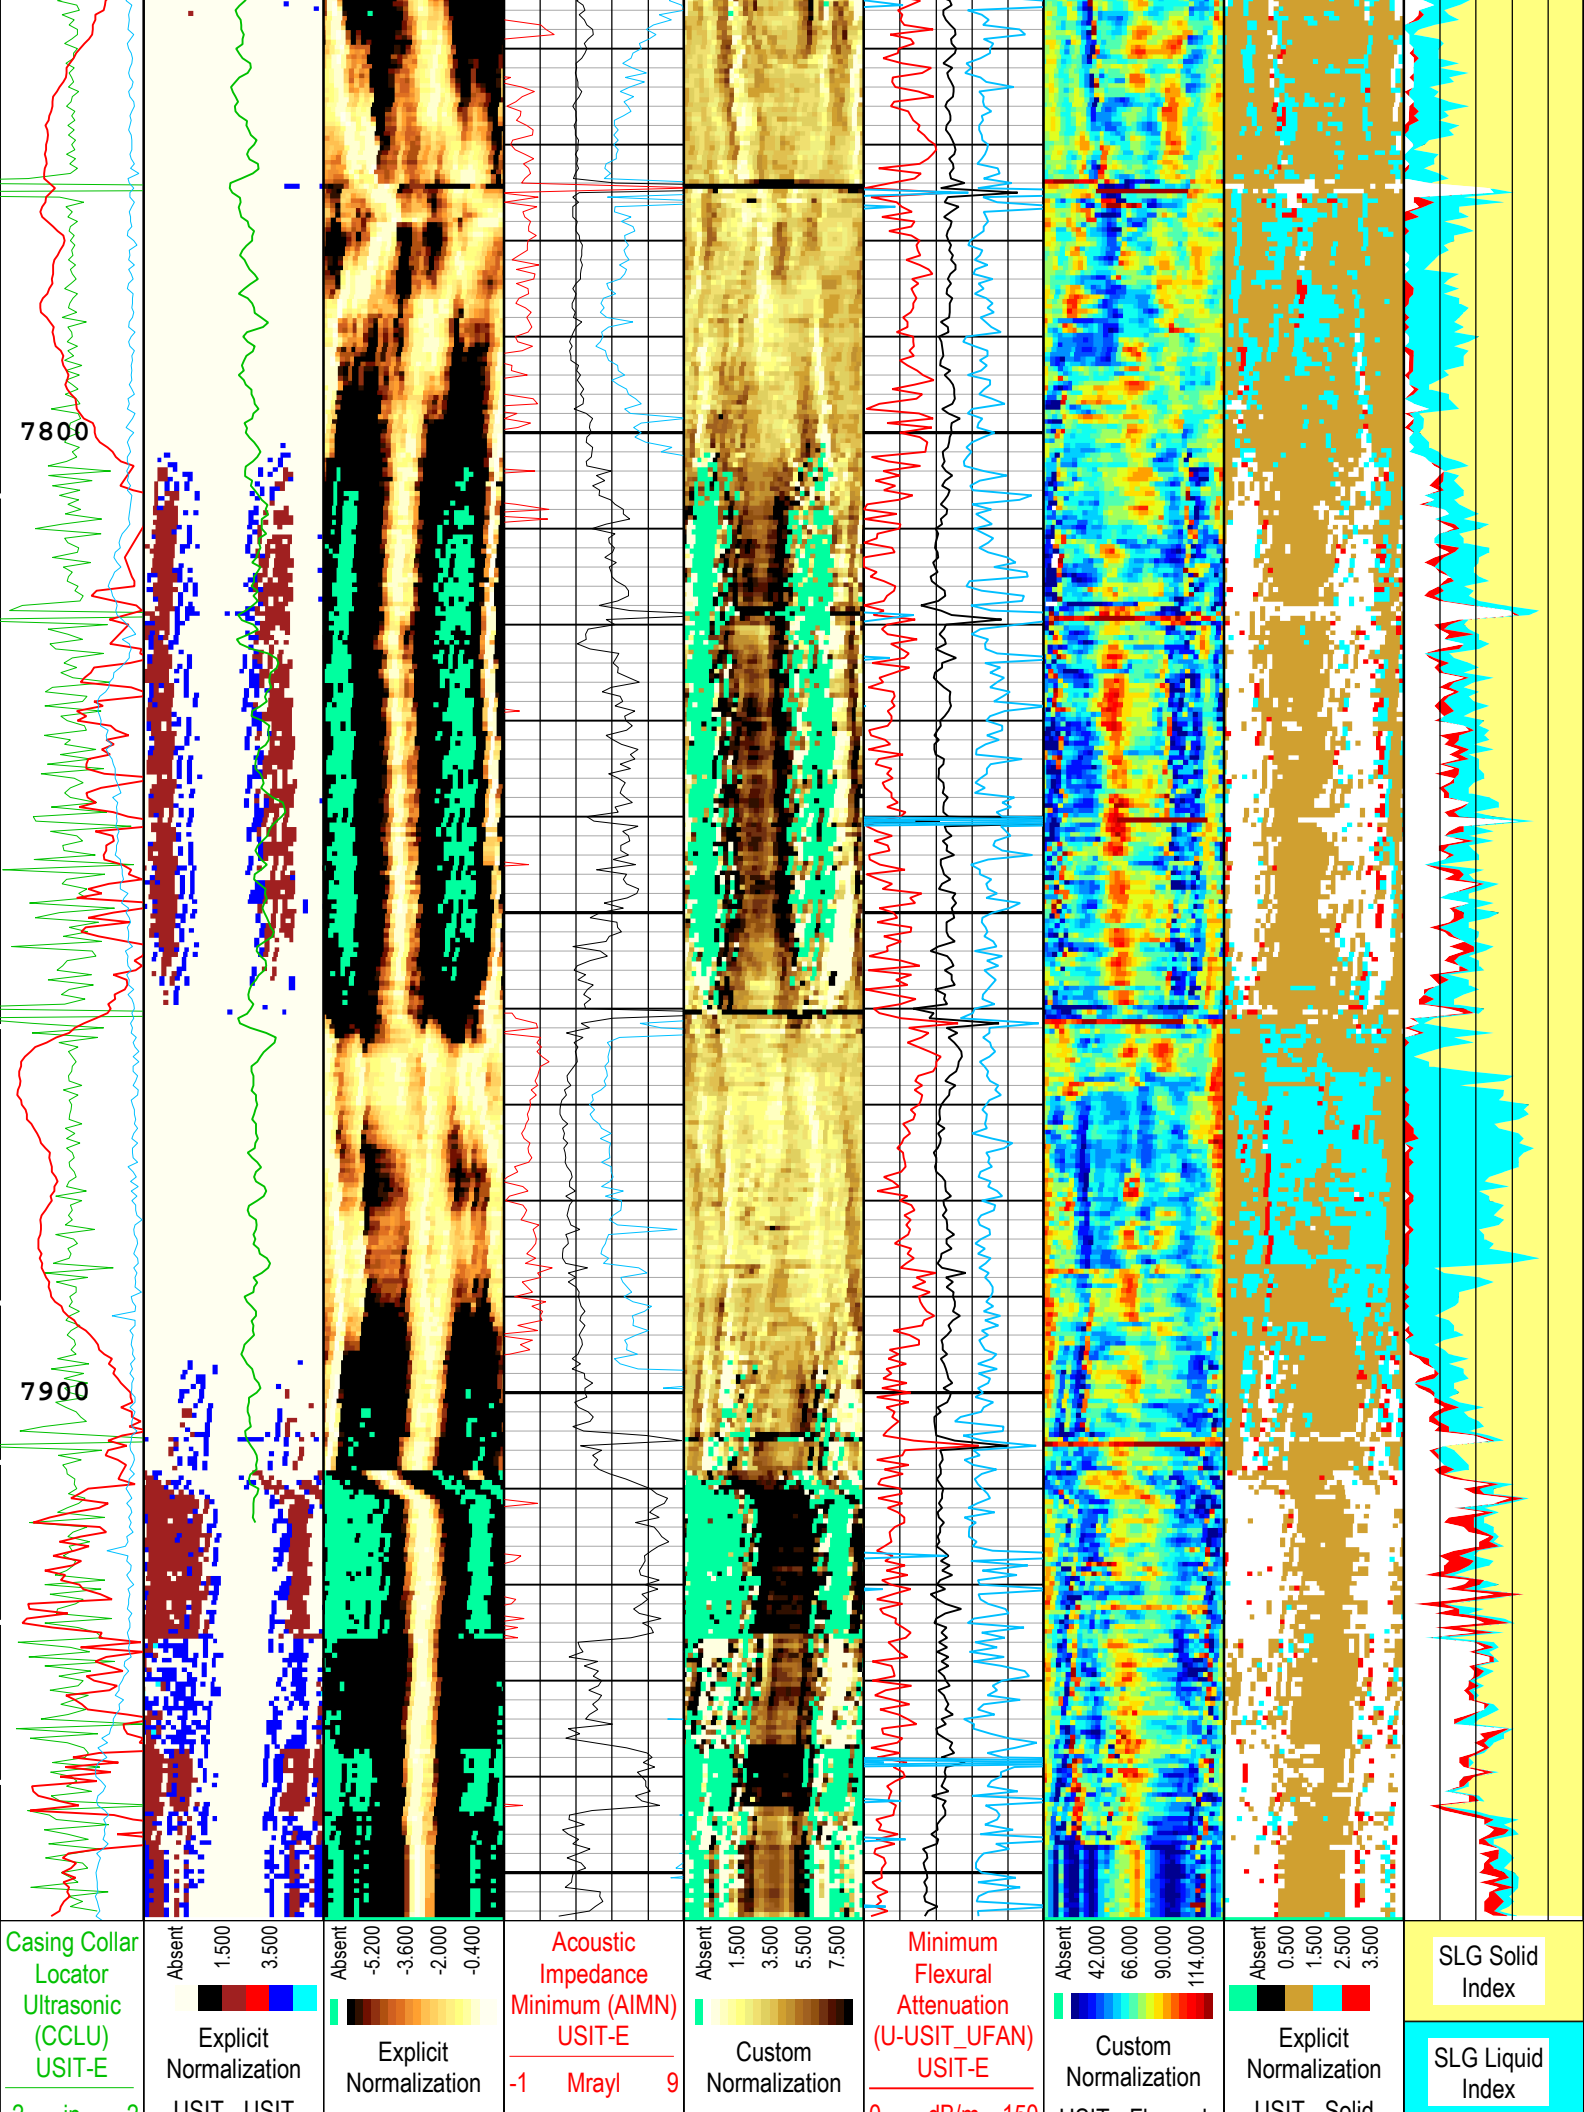 7800
7900
Casing Collar
Locator
Ultrasonic
(CCLU)
USIT-E
Absent
1.500
3.500
Explicit
Normalization
Absent
-5.200
-3.600
-2.000
-0.400
Explicit
Normalization
Acoustic
Impedance
Minimum (AIMN)
USIT-E
-1 Mrayl 9
Absent
1.500
3.500
5.500
7.500
Custom
Normalization
Minimum
Flexural
Attenuation
(U-USIT_UFAN)
USIT-E
0 dB/m 150
Absent
42.000
66.000
90.000
114.000
Custom
Normalization
Absent
0.500
1.500
2.500
3.500
Explicit
Normalization
SLG Solid
Index
SLG Liquid
Index